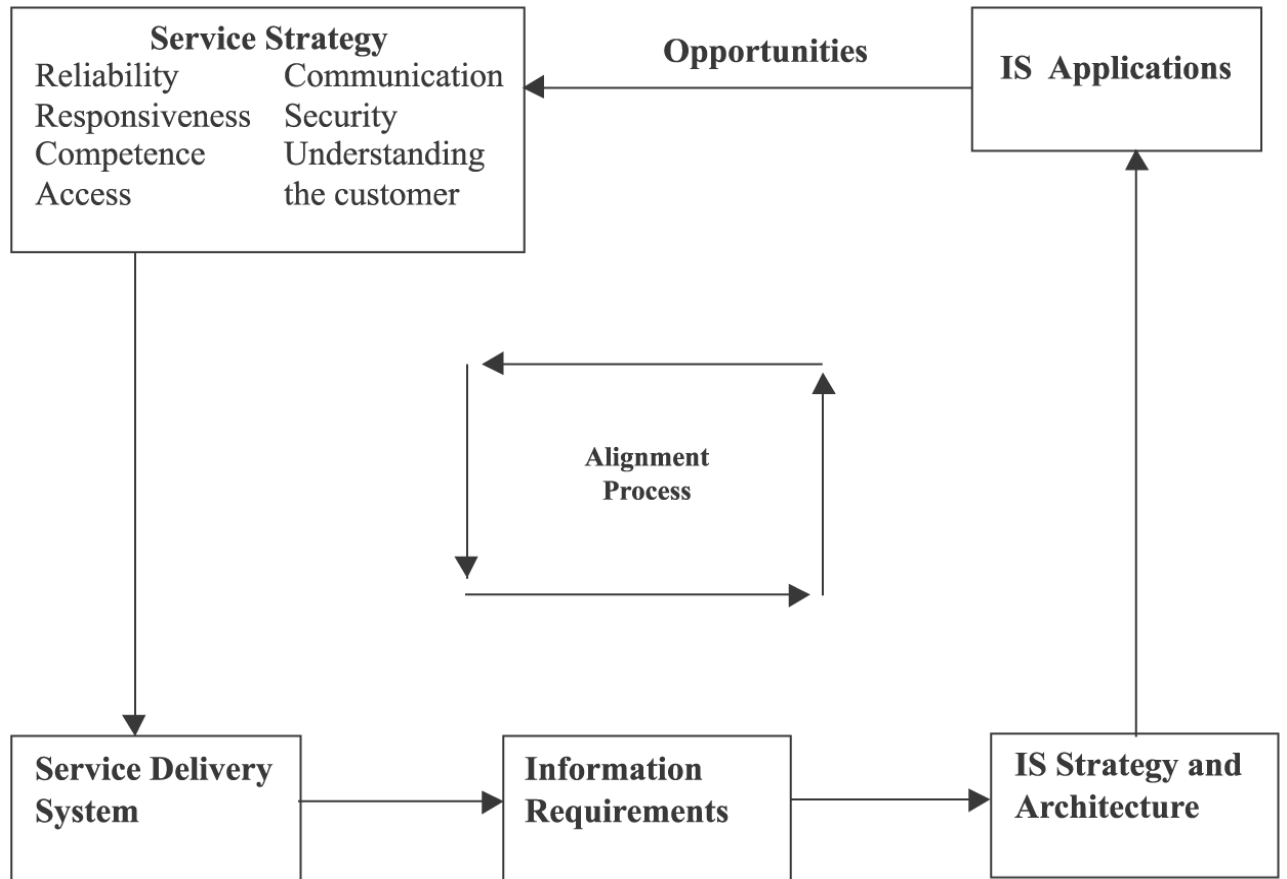 Service Strategy
Reliability
Responsiveness
Competence
Access
Communication
Security
Understanding
the customer
Opportunities
IS Applications
Alignment
Process
Service Delivery
System
Information
Requirements
IS Strategy and
Architecture